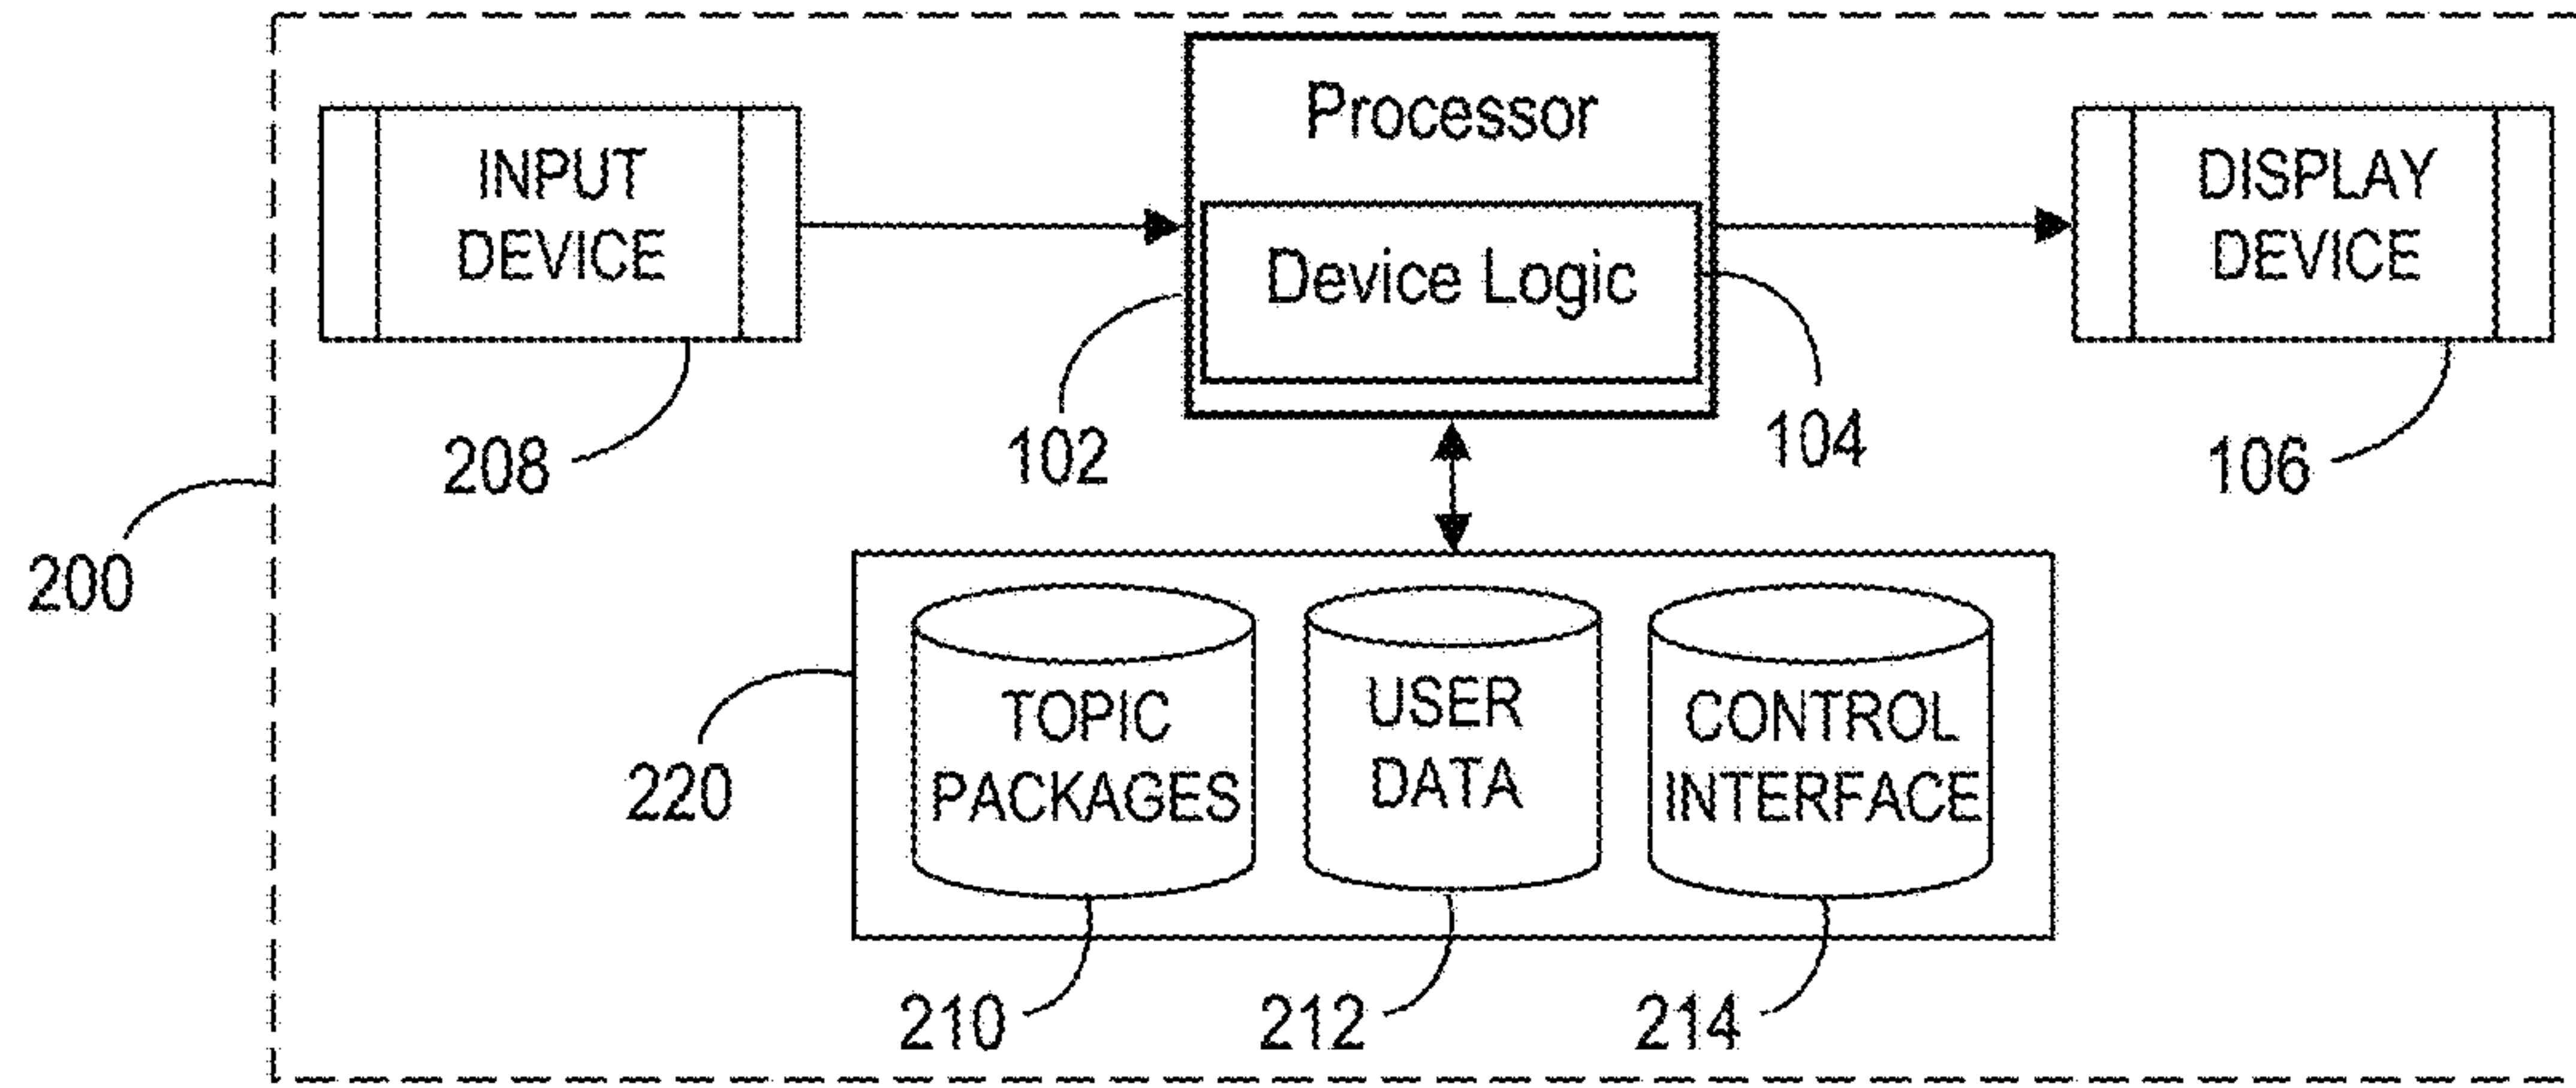 Processor
INPUT
DEVICE
Device Logic
DISPLAY
DEVICE
208
102
104
106
200
TOPIC
PACKAGES
USER
DATA
CONTROL
INTERFACE
220
210
212
214